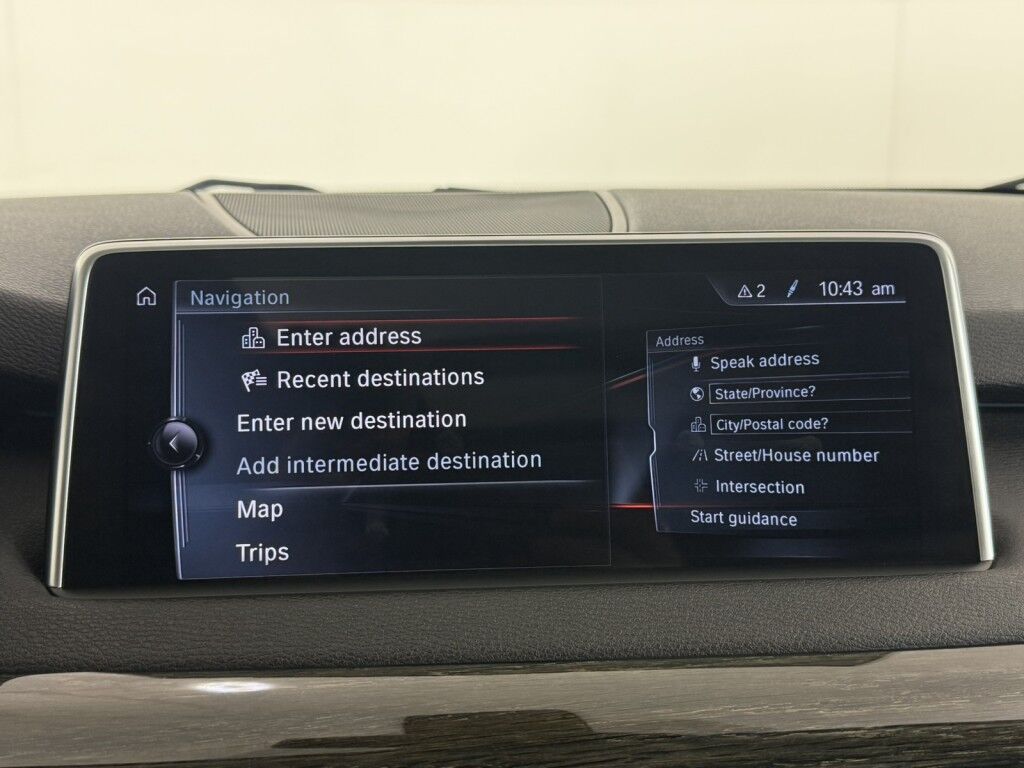 2 10:43 am
Navigation
Enter address
Recent destinations
Enter new destination
Add intermediate destination
Map
Trips
Address
Speak address
State/Province?
City/Postal code?
Street/House number
Intersection
Start guidance